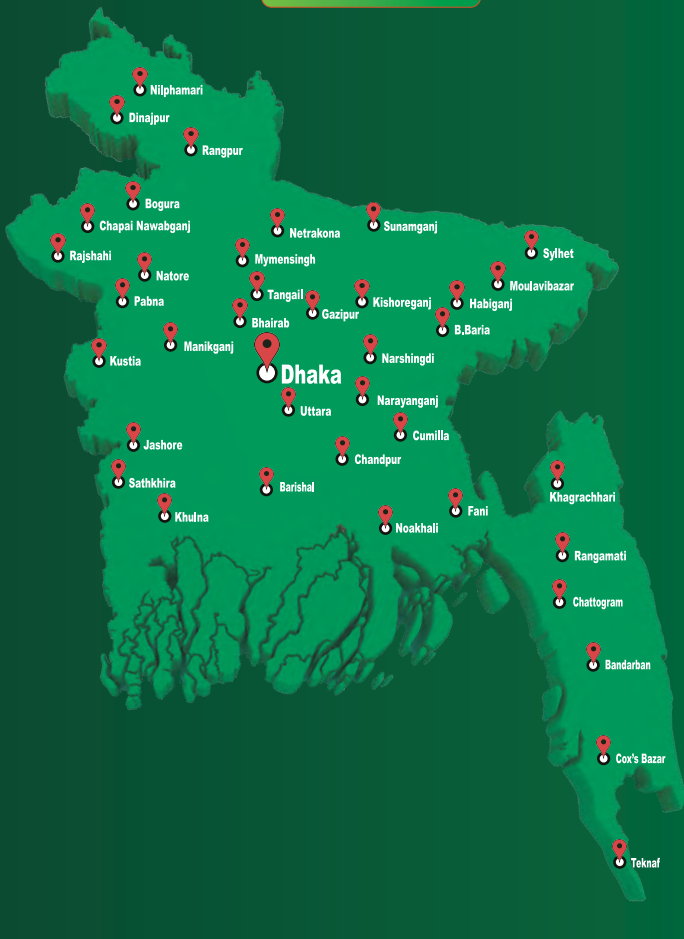 Nilphamari
Dinajpur
Rangpur
Bogura
Chapai Nawabganj
Sunamganj
Netrakona
Rajshahi
Sylhet
Mymensingh
Natore
Moulavibazar
Tangail
Pabna
Kishoreganj
Habiganj
Gazipur
Bhairab
B.Baria
Manikganj
Narshingdi
Kustia
Dhaka
Narayanganj
Uttara
Cumilla
Jashore
Chandpur
Sathkhira
Barishal
Khagrachhari
Fani
Khulna
Noakhali
Rangamati
Chattogram
Bandarban
Cox's Bazar
Teknaf